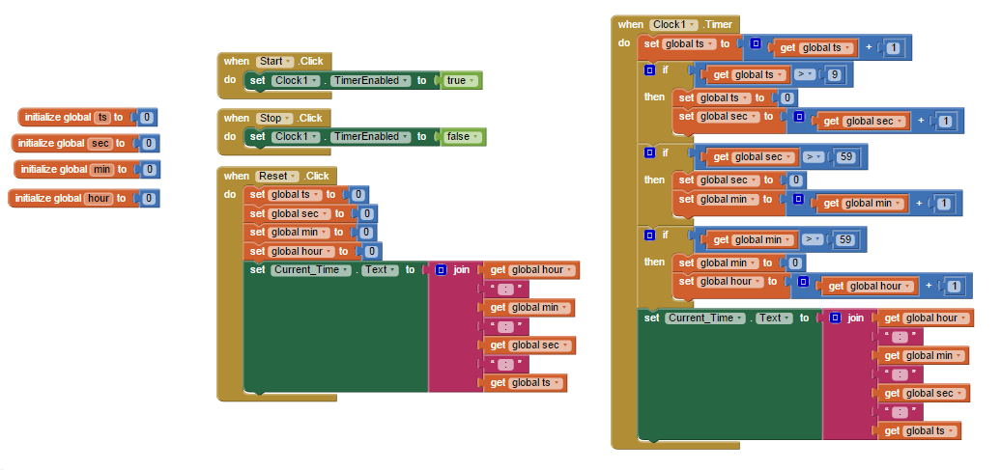 initialize global ts to 0
initialize global sec to 0
initialize global min to 0
initialize global hour to 0
when Start .Click
do set Clock1 . TimerEnabled to true
when Stop .Click
do set Clock1 . TimerEnabled to false
when Reset .Click
do set global ts to 0
set global sec to 0
set global min to 0
set global hour to 0
set Current_Time . Text to join get global hour
“ : ”
get global min
“ : ”
get global sec
“ : ”
get global ts
when Clock1 .Timer
do set global ts to get global ts + 1
if get global ts > 9
then set global ts to 0
set global sec to get global sec + 1
if get global sec > 59
then set global sec to 0
set global min to get global min + 1
if get global min > 59
then set global min to 0
set global hour to get global hour + 1
set Current_Time . Text to join get global hour
“ : ”
get global min
“ : ”
get global sec
“ : ”
get global ts